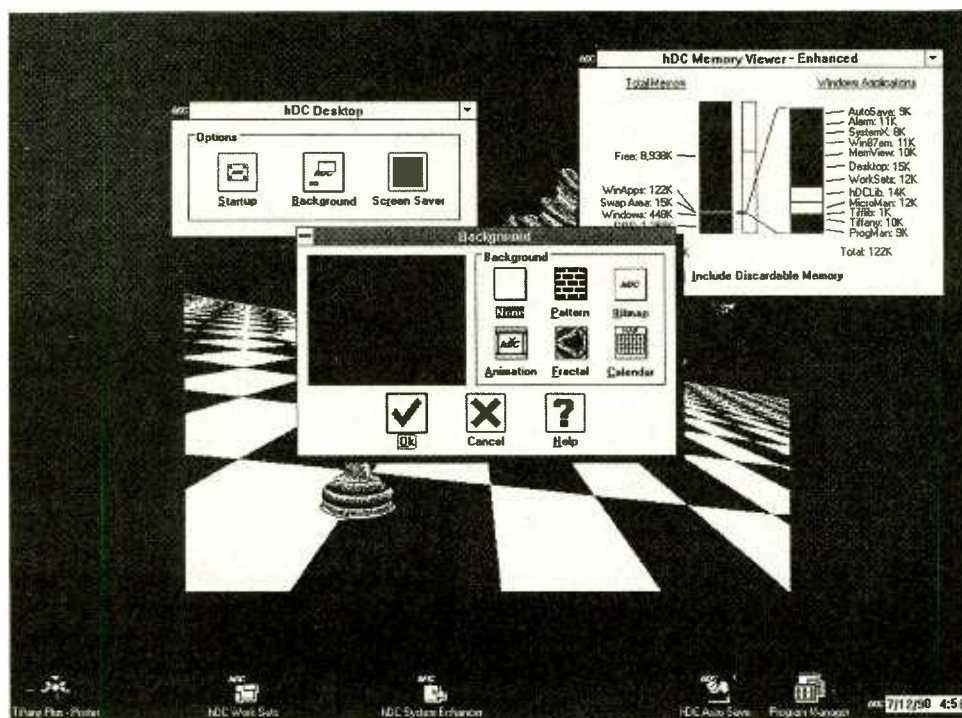 hDC Memory Viewer - Enhanced
Total Memory
Windows Applications
AutoSave: 9K
Alarm: 11K
SystemX: 8K
Win87em: 11K
MemView: 10K
Desktop: 15K
WorkSets: 12K
hDCLib: 14K
MicroMan: 12K
Tifflib: 1K
Tiffany: 10K
ProgMan: 9K
Free: 8,938K
WinApps: 122K
Swap Area: 15K
Windows: 448K
Total: 122K
Include Discardable Memory
hDC Desktop
Options
Startup
Background
Screen Saver
Background
Background
None
Pattern
Bitmap
Animation
Fractal
Calendar
Ok
Cancel
Help
Tiffany Plus - Printer
hDC Work Sets
hDC System Enhancer
hDC Auto Save
Program Manager
7/12/90 4:5